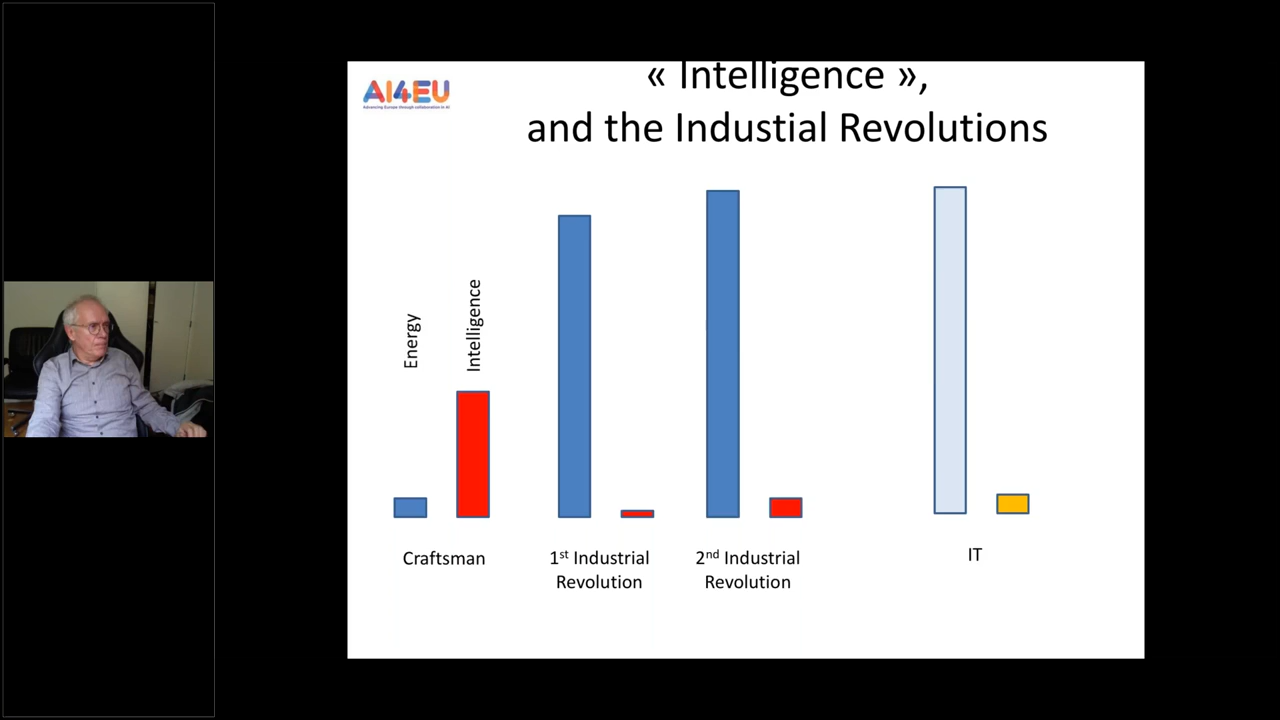 AI4EU
Advancing Europe through collaboration in AI
« Intelligence »,
and the Industial Revolutions
Energy
Intelligence
Craftsman
1st Industrial
Revolution
2nd Industrial
Revolution
IT